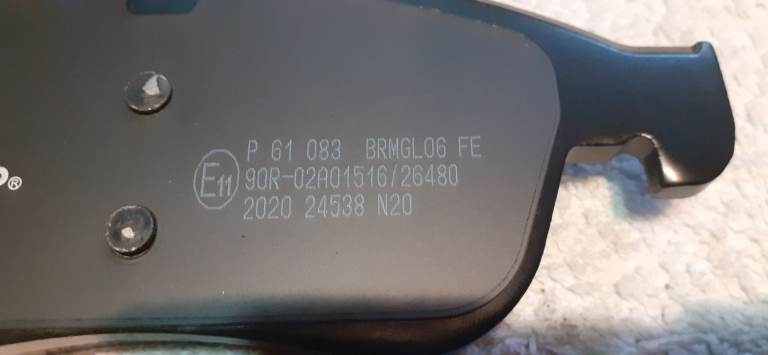 P 61 083 BRMGL06 FE
E11 90R-02A01516/26480
2020 24538 N20
®